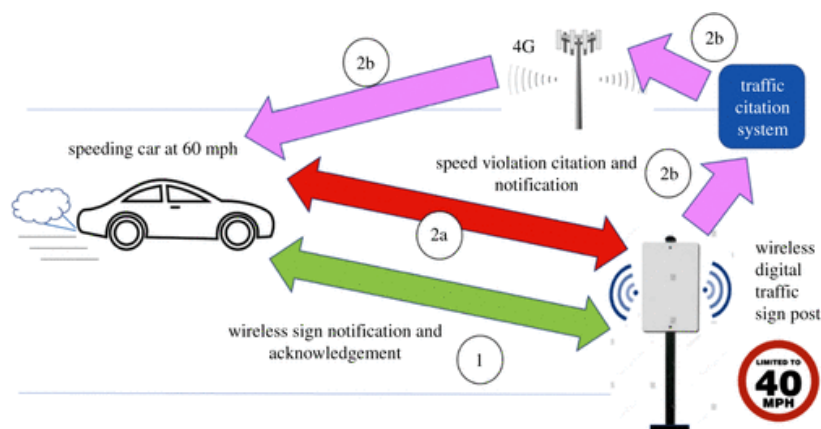 4G
2b
2b
traffic
citation
system
speeding car at 60 mph
speed violation citation and
notification
2b
2a
wireless
digital
traffic
sign post
wireless sign notification and
acknowledgement
1
LIMITED TO
40
MPH